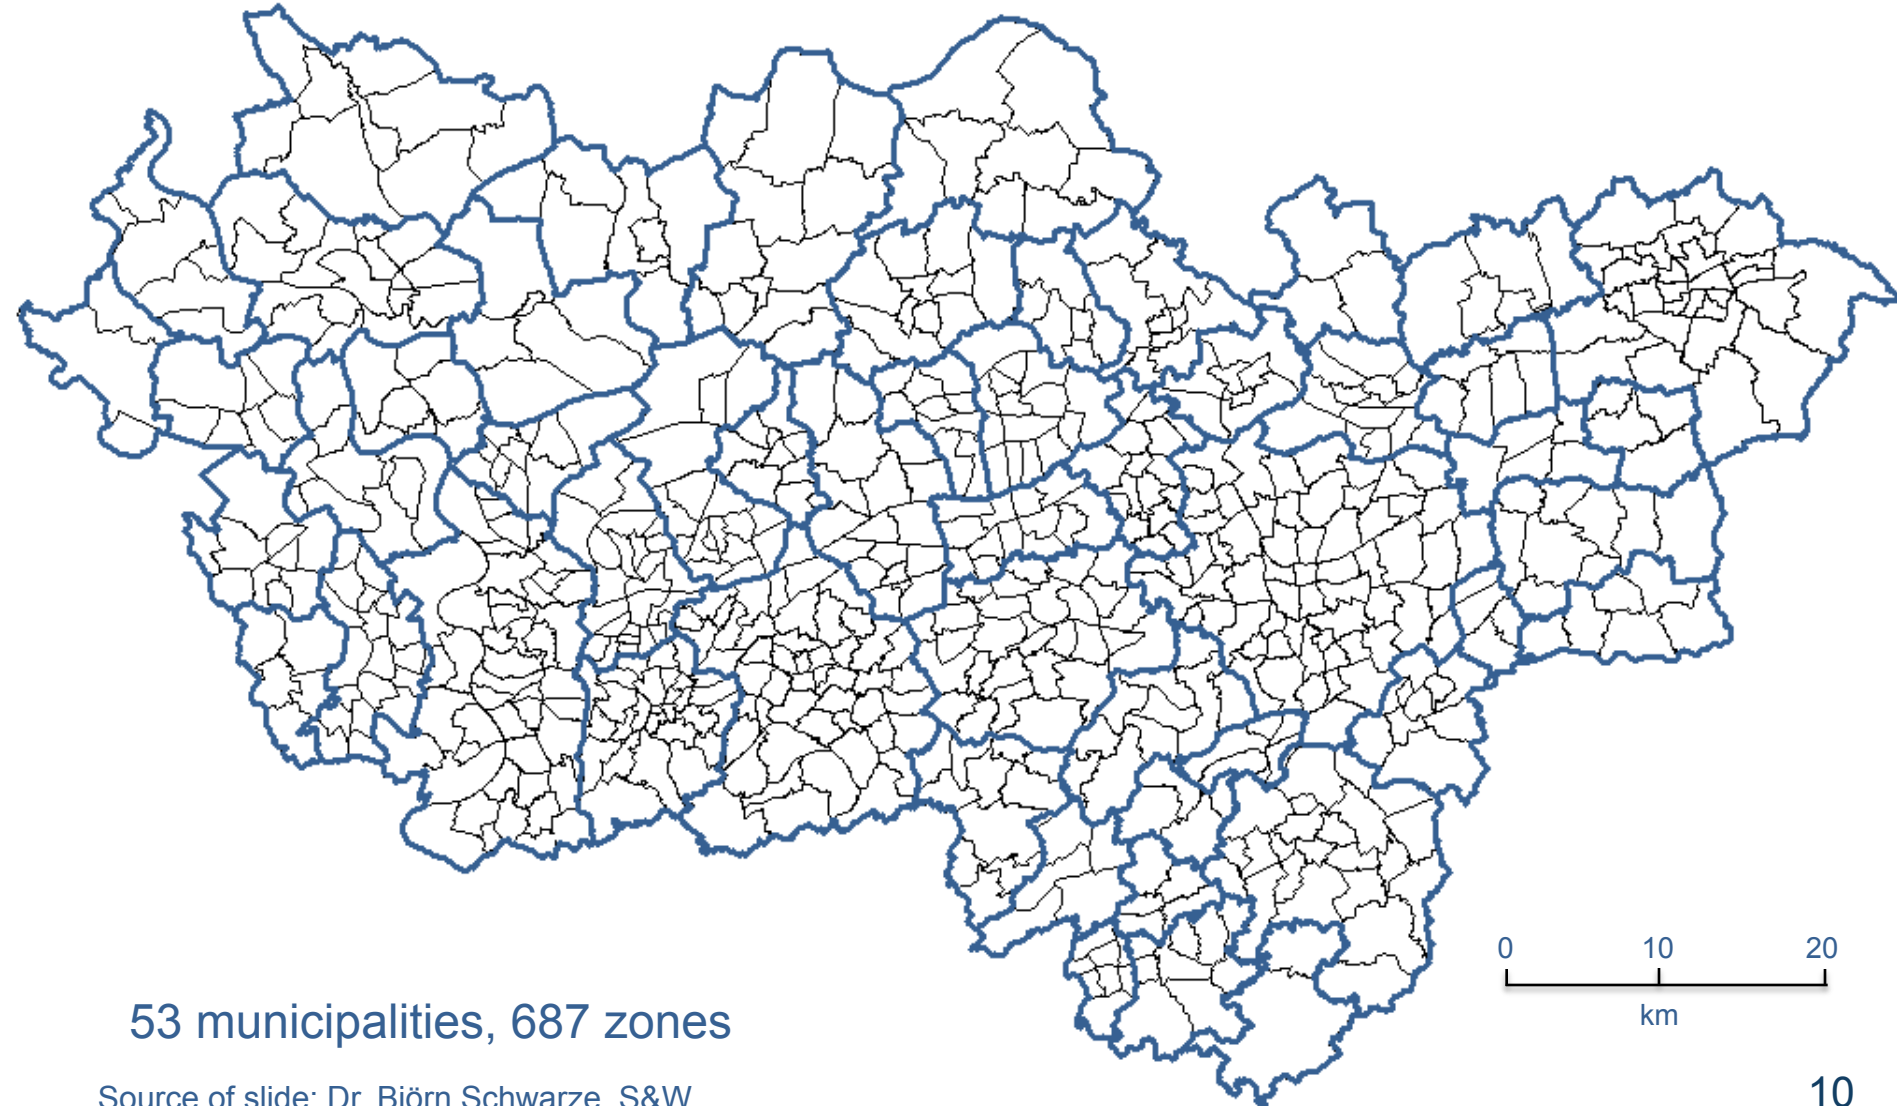 0 10 20
km
53 municipalities, 687 zones
Source of slide: Dr. Björn Schwarze, S&W
10